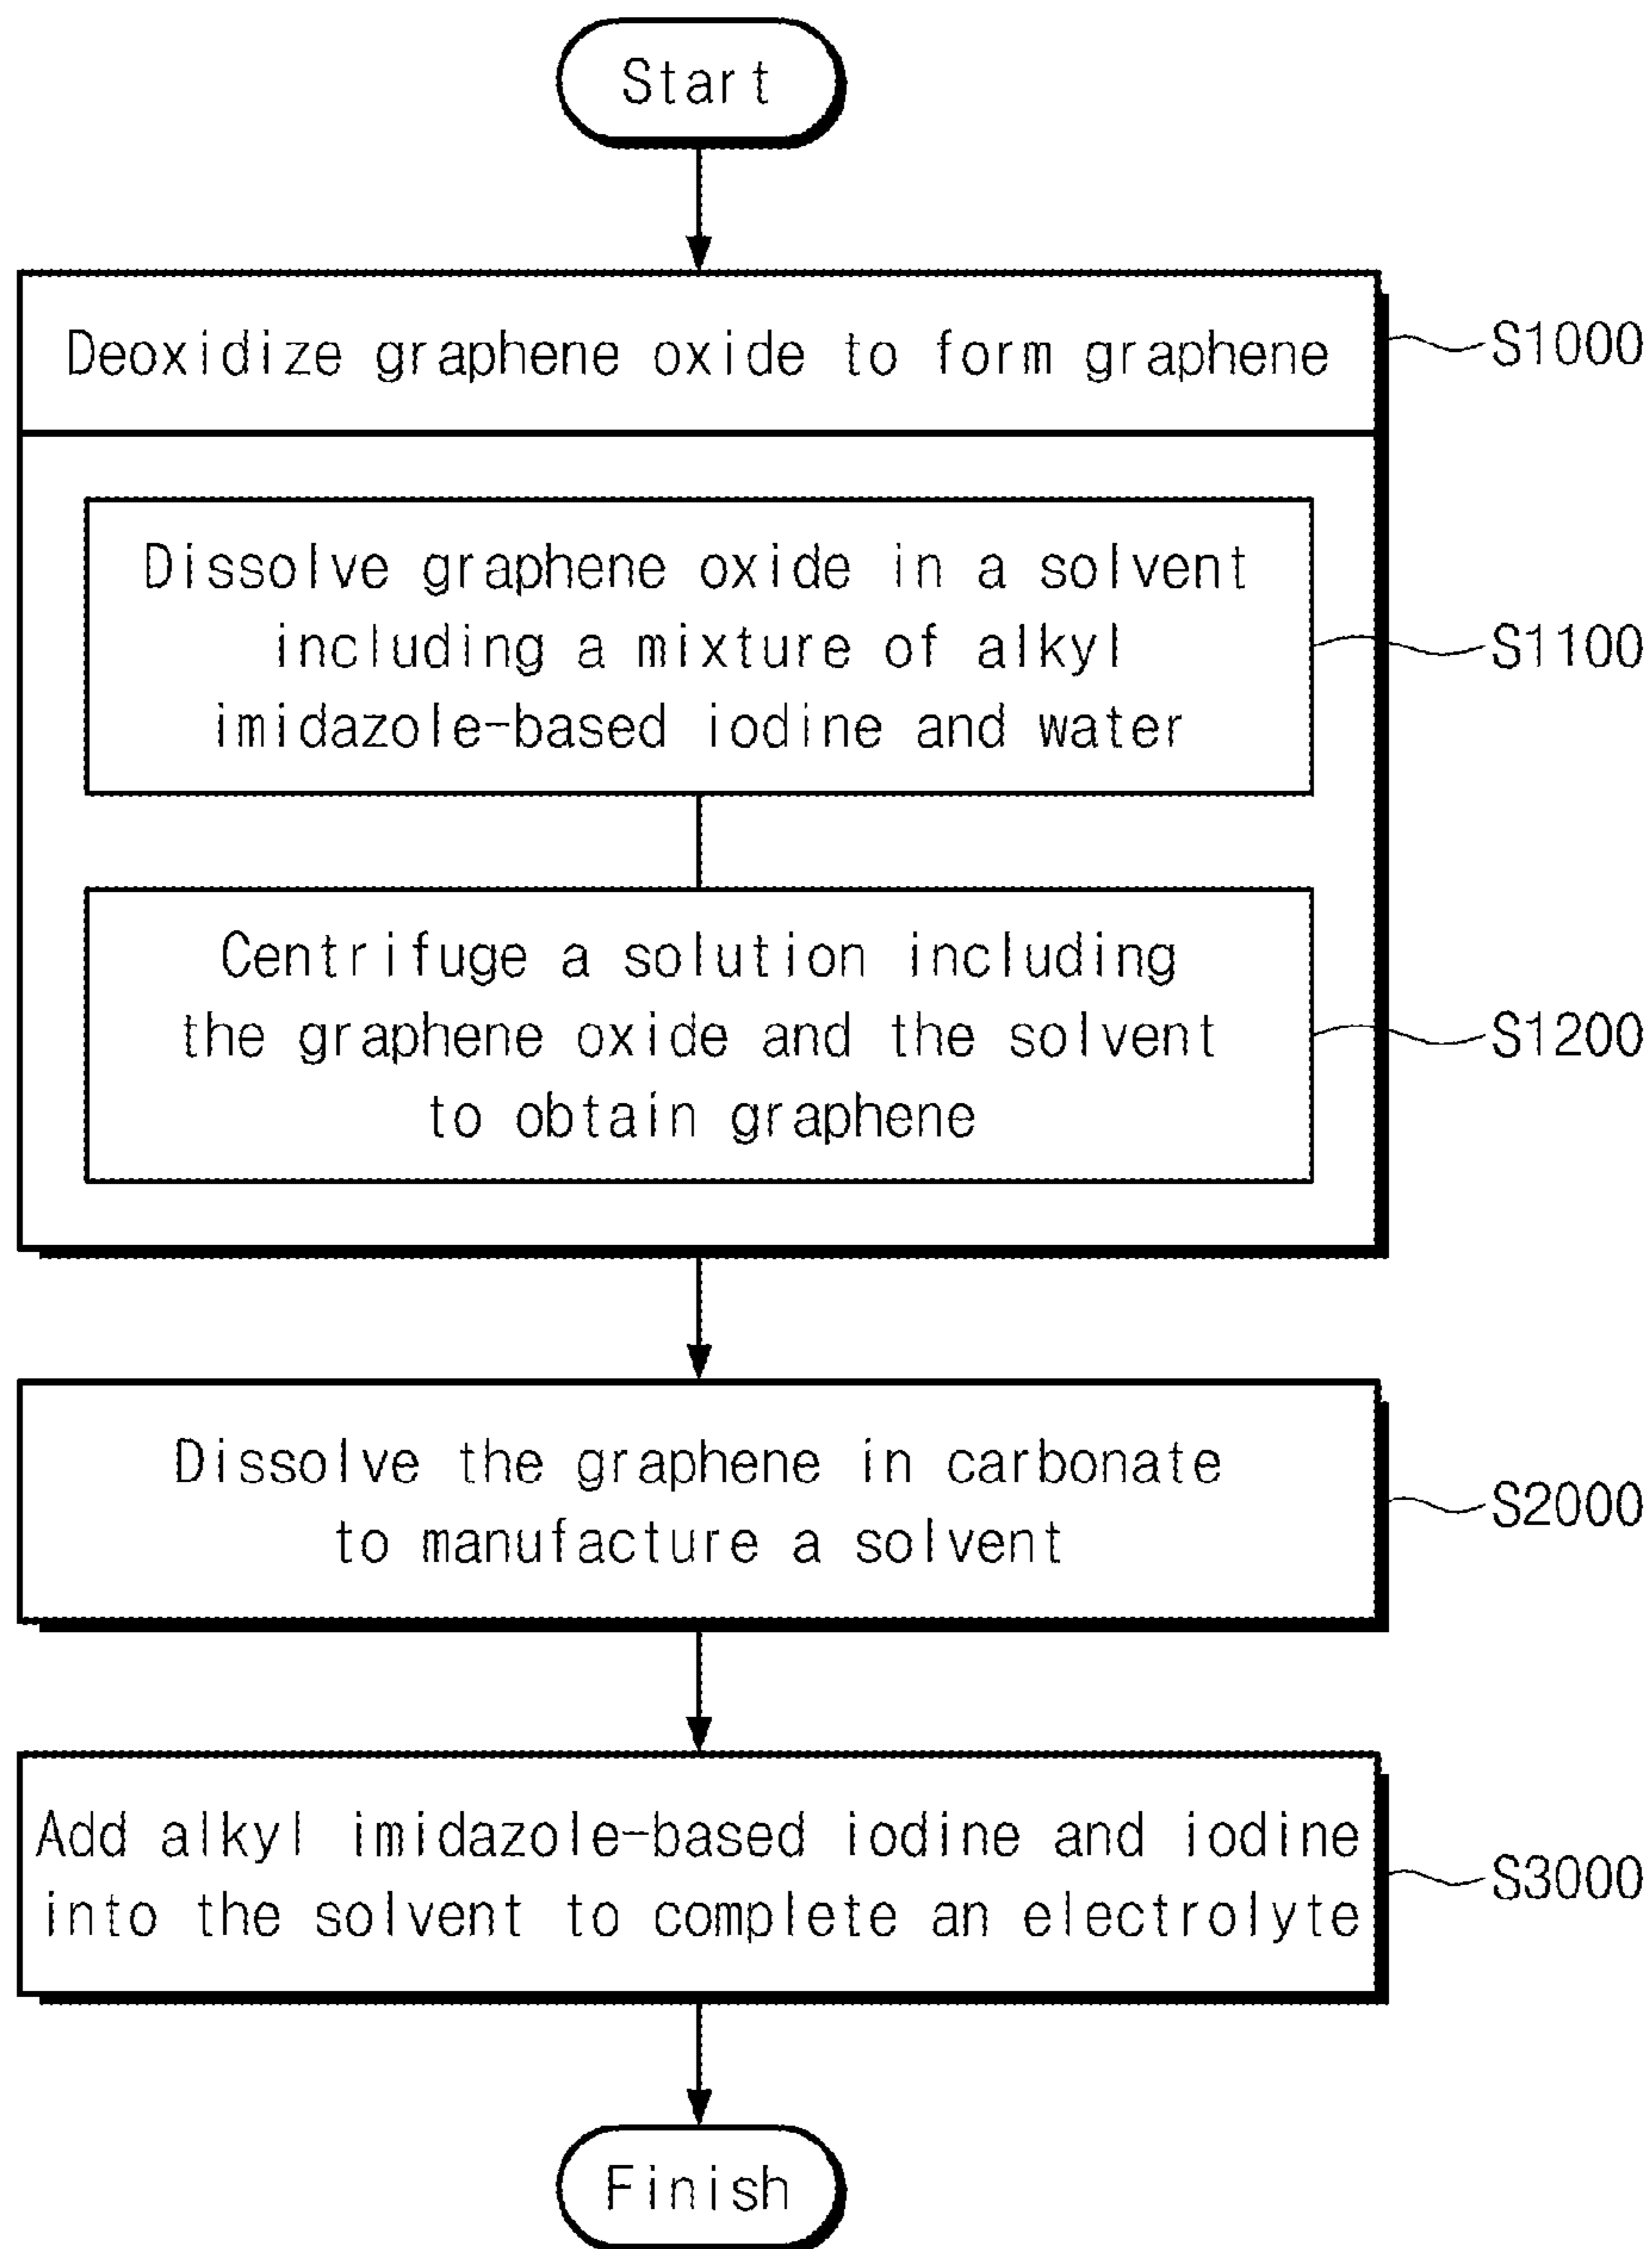 Start
Deoxidize graphene oxide to form graphene
S1000
Dissolve graphene oxide in a solvent
including a mixture of alkyl
imidazole-based iodine and water
S1100
Centrifuge a solution including
the graphene oxide and the solvent
to obtain graphene
S1200
Dissolve the graphene in carbonate
to manufacture a solvent
S2000
Add alkyl imidazole-based iodine and iodine
into the solvent to complete an electrolyte
S3000
Finish